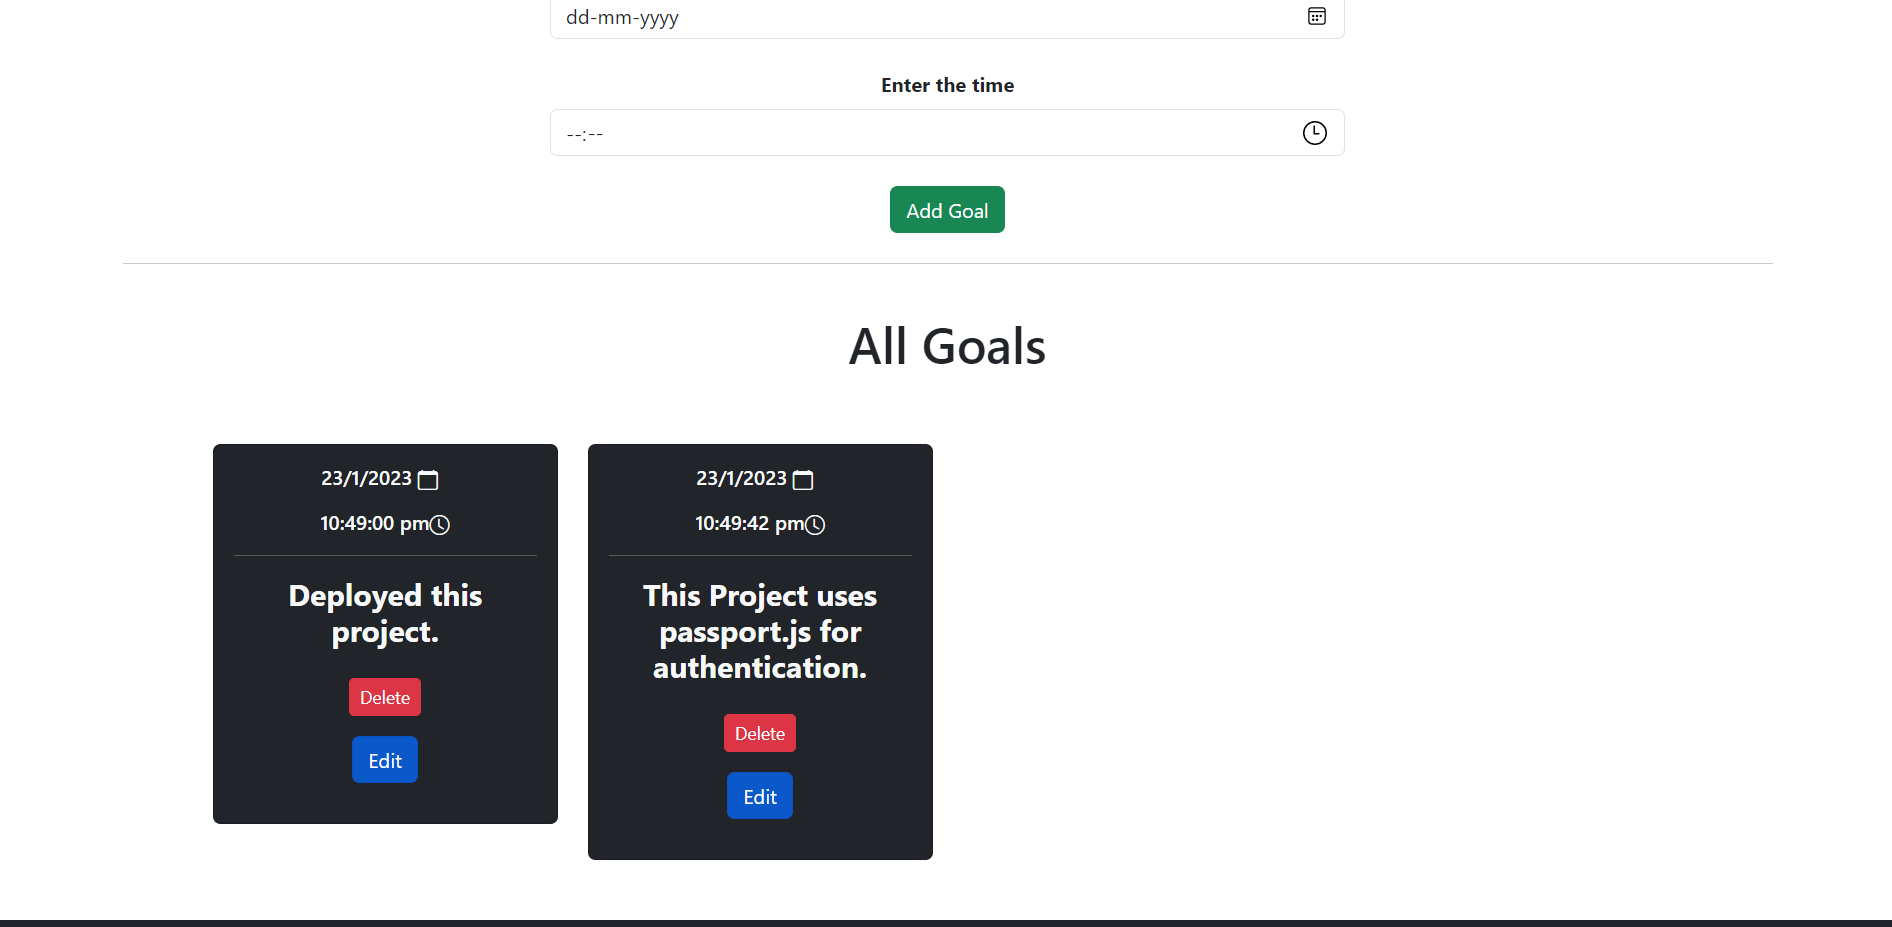 dd-mm-yyyy
Enter the time
--:--
Add Goal
All Goals
23/1/2023
10:49:00 pm
Deployed this
project.
Delete
Edit
23/1/2023
10:49:42 pm
This Project uses
passport.js for
authentication.
Delete
Edit